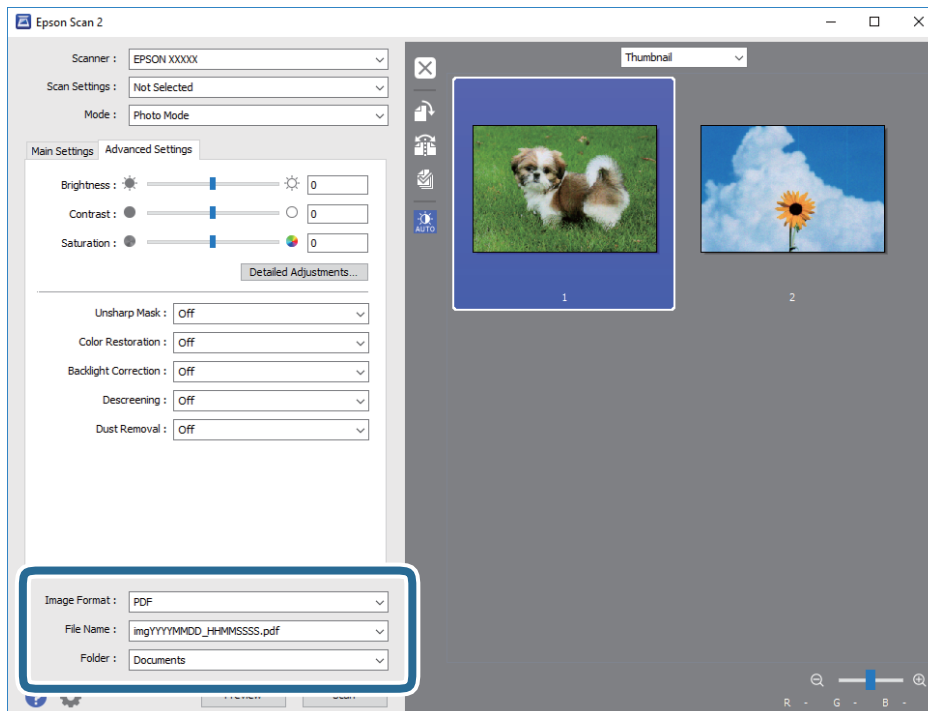 Epson Scan 2
Scanner : EPSON XXXXX
Scan Settings : Not Selected
Mode : Photo Mode
Main Settings Advanced Settings
Brightness : 0
Contrast : 0
Saturation : 0
Detailed Adjustments...
Unsharp Mask : Off
Color Restoration : Off
Backlight Correction : Off
Descreening : Off
Dust Removal : Off
Image Format : PDF
File Name : imgYYYYMMDD_HHMMSSSS.pdf
Folder : Documents
?
Preview Scan
Thumbnail
AUTO
1 2
R - G - B -